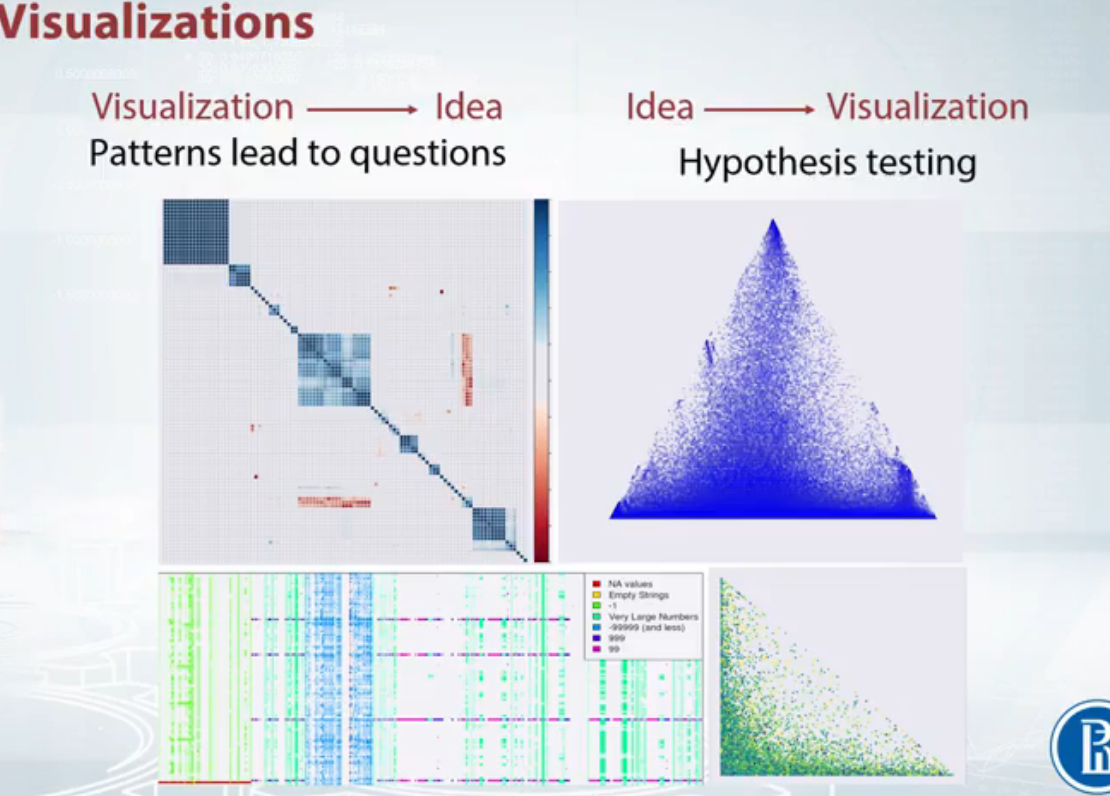 Visualizations
Visualization Idea
Patterns lead to questions
Idea Visualization
Hypothesis testing
NA values
Empty Strings
-1
Very Large Numbers
-99999 (and less)
999
99